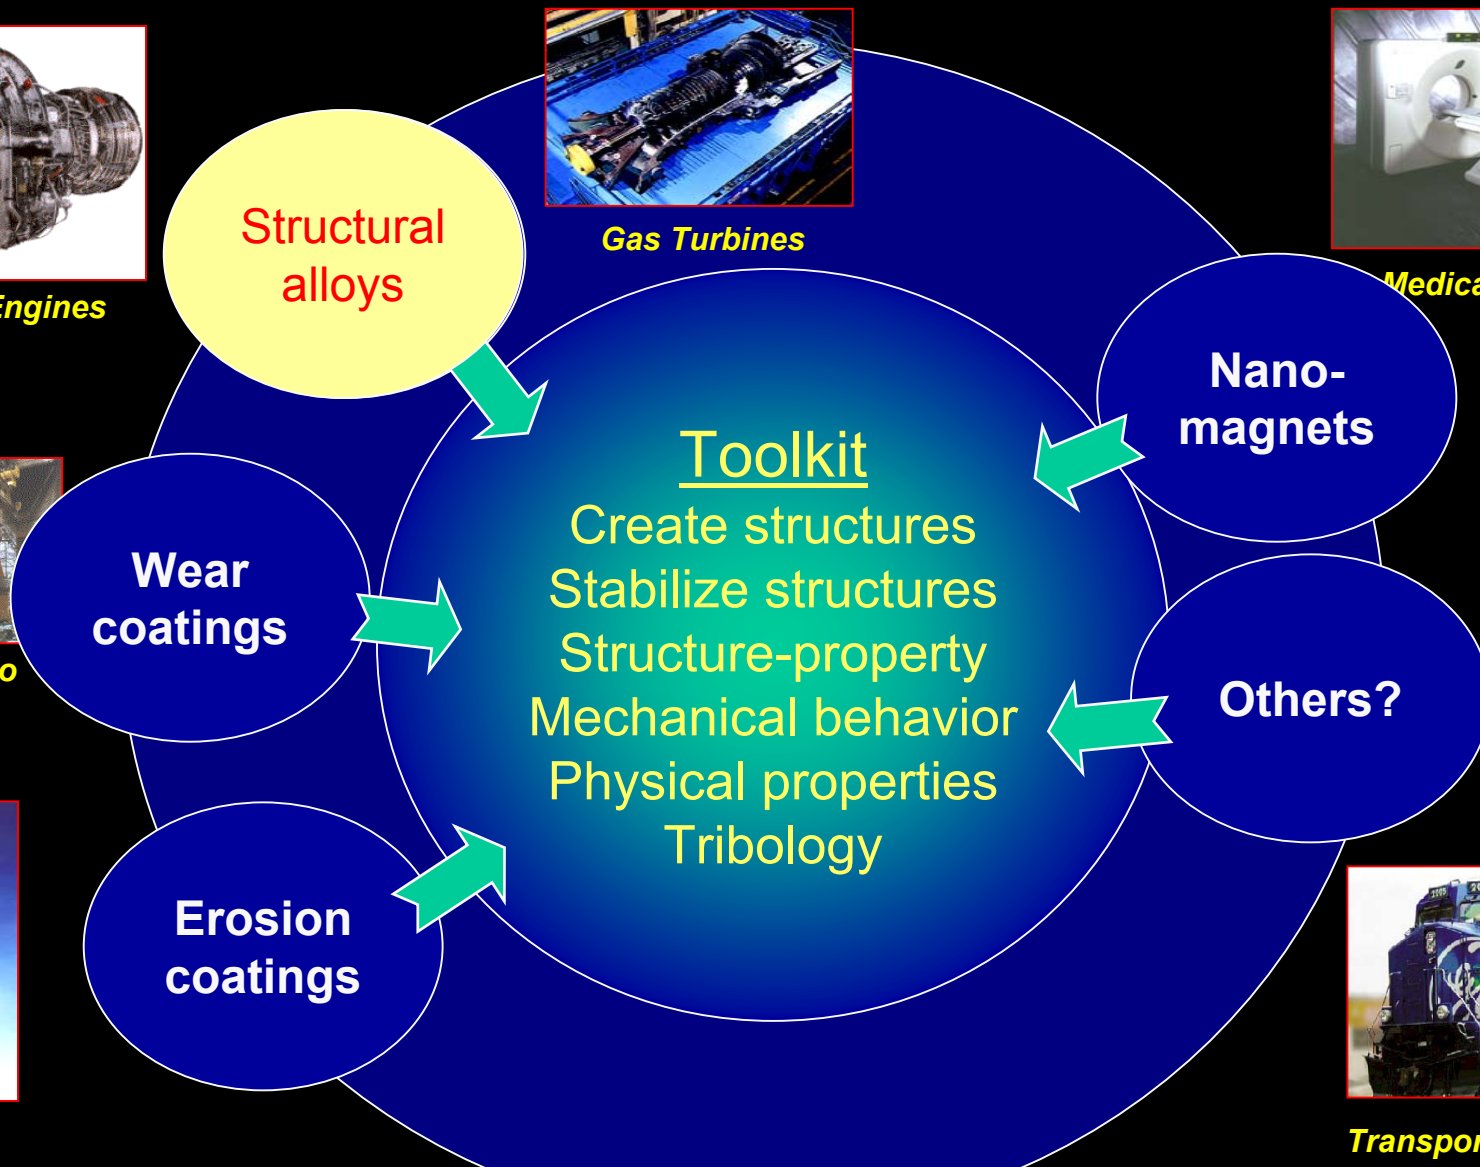 Gas Turbines
Structural
alloys
Engines
Nano-
magnets
Toolkit
Create structures
Stabilize structures
Structure-property
Mechanical behavior
Physical properties
Tribology
Wear
coatings
Others?
Erosion
coatings
2005